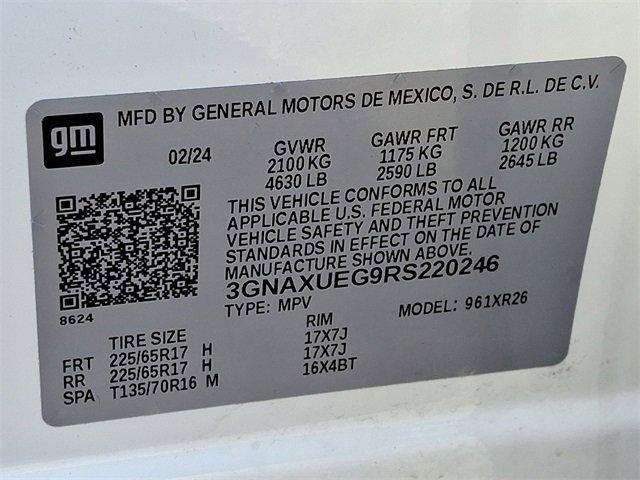 gm
MFD BY GENERAL MOTORS DE MEXICO, S. DE R.L. DE C.V.
02/24 GVWR GAWR FRT GAWR RR
2100 KG 1175 KG 1200 KG
4630 LB 2590 LB 2645 LB
THIS VEHICLE CONFORMS TO ALL
APPLICABLE U.S. FEDERAL MOTOR
VEHICLE SAFETY AND THEFT PREVENTION
STANDARDS IN EFFECT ON THE DATE OF
MANUFACTURE SHOWN ABOVE.
3GNAXUEG9RS220246
TYPE: MPV MODEL: 961XR26
8624
TIRE SIZE RIM
FRT 225/65R17 H 17X7J
RR 225/65R17 H 17X7J
SPA T135/70R16 M 16X4BT